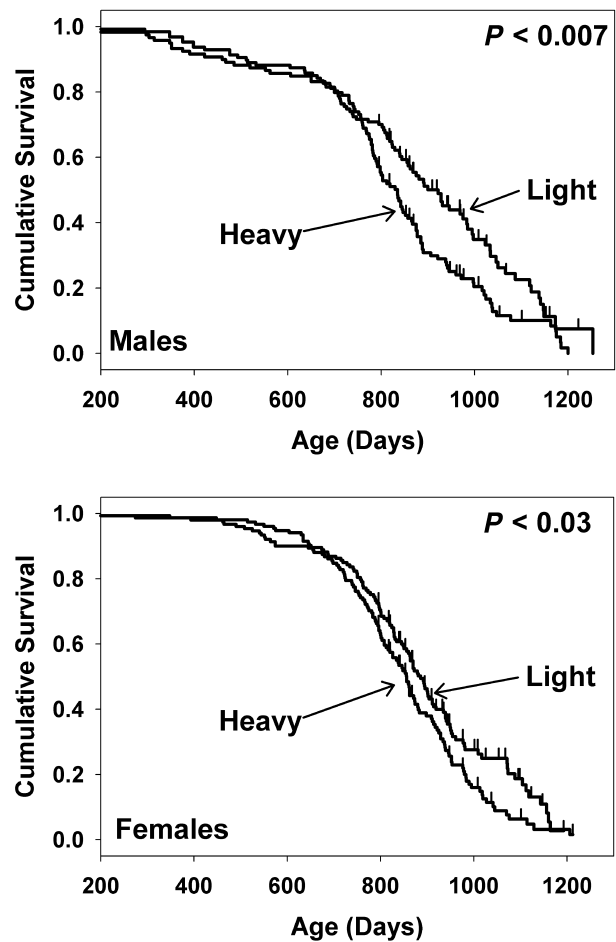 P < 0.007
1.0
0.8
0.6
0.4
0.2
0.0
Cumulative Survival
Light
Heavy
Males
200 400 600 800 1000 1200
Age (Days)
P < 0.03
1.0
0.8
0.6
0.4
0.2
0.0
Cumulative Survival
Light
Heavy
Females
200 400 600 800 1000 1200
Age (Days)